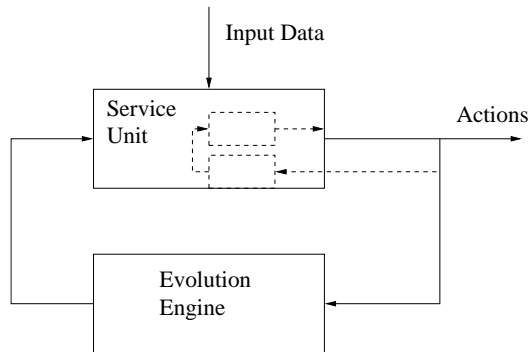 Input Data
Service
Unit
Actions
Evolution
Engine